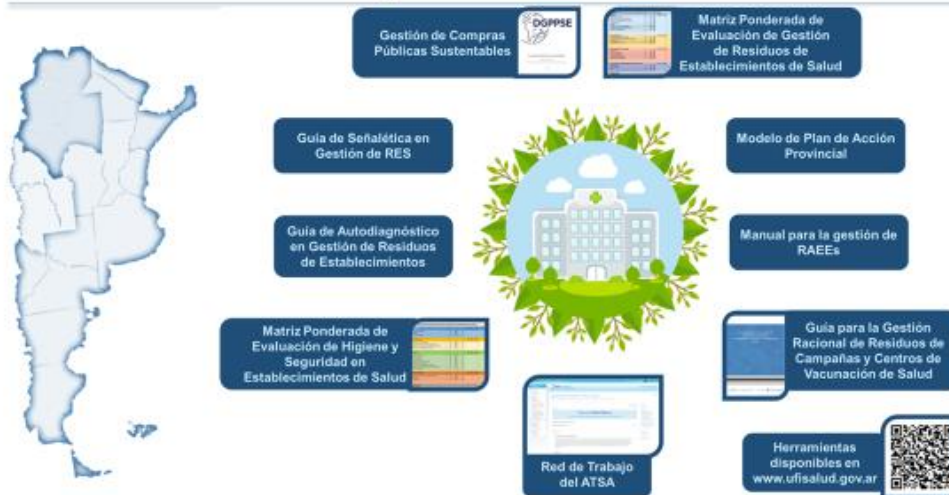 Gestión de Compras
Públicas Sustentables
DGPPSE
Matriz Ponderada de
Evaluación de Gestión
de Residuos de
Establecimientos de Salud
Guía de Señalética en
Gestión de RES
Modelo de Plan de Acción
Provincial
Guía de Autodiagnóstico
en Gestión de Residuos
de Establecimientos
Manual para la gestión de
RAEEs
Matriz Ponderada de
Evaluación de Higiene y
Seguridad en
Establecimientos de Salud
Guía para la Gestión
Racional de Residuos de
Campañas y Centros de
Vacunación de Salud
Red de Trabajo
del ATSA
Herramientas
disponibles en
www.ufisalud.gov.ar